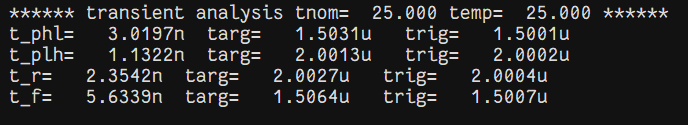 ****** transient analysis tnom= 25.000 temp= 25.000 ******
t_phl= 3.0197n targ= 1.5031u trig= 1.5001u
t_plh= 1.1322n targ= 2.0013u trig= 2.0002u
t_r= 2.3542n targ= 2.0027u trig= 2.0004u
t_f= 5.6339n targ= 1.5064u trig= 1.5007u